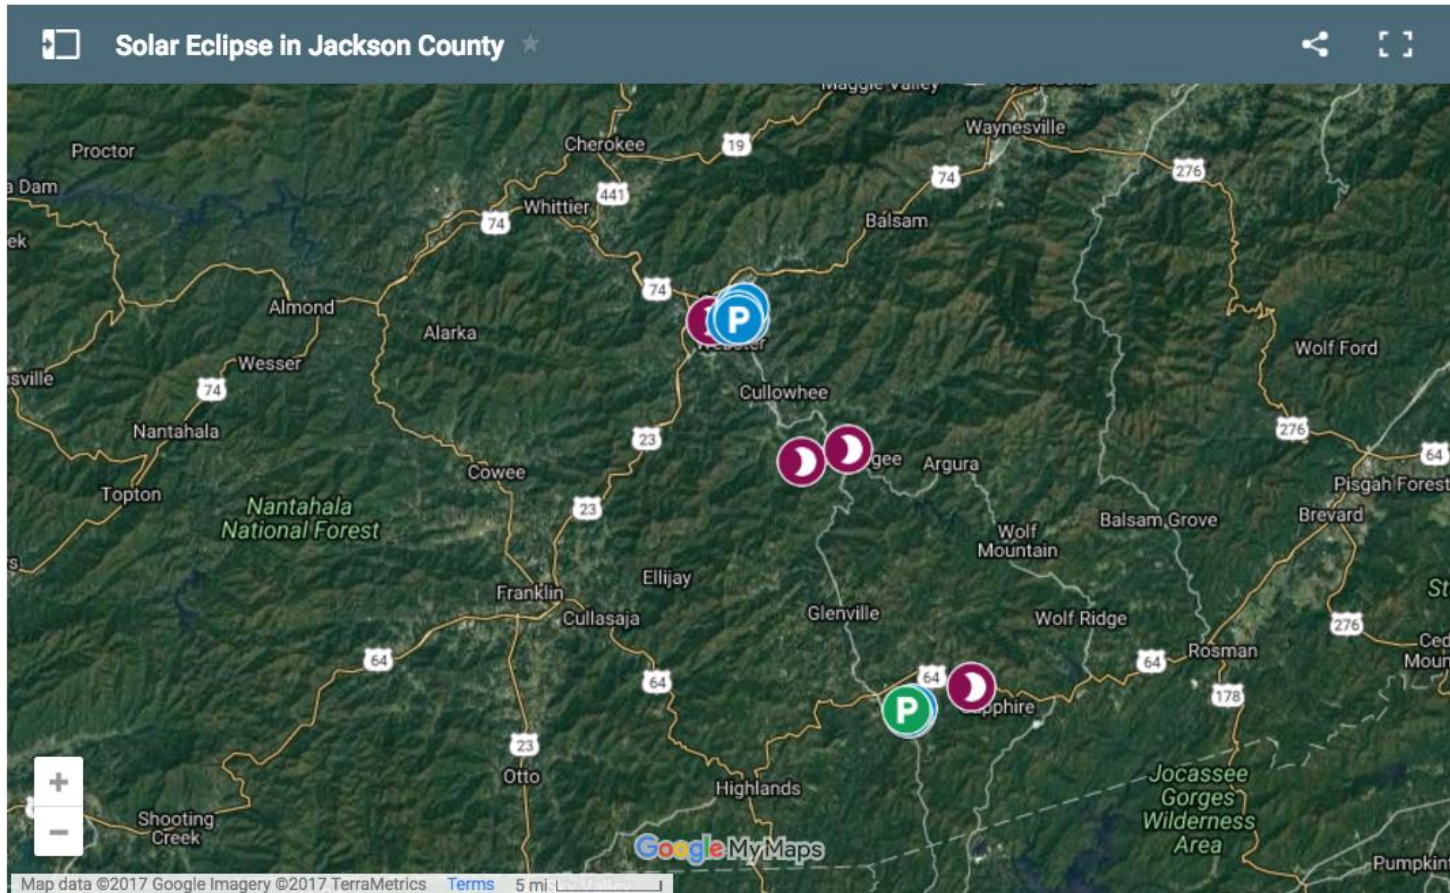 Solar Eclipse in Jackson County
Maggie Valley
Waynesville
Cherokee
19
Proctor
276
74
a Dam
441
Whittier
Balsam
74
ek
74
Almond
Alarka
Wolf Ford
Wesser
sville
74
Cullowhee
Nantahala
23
276
64
gee
Argura
Cowee
Pisgah Forest
Topton
Nantahala
National Forest
23
Balsam Grove
Brevard
Wolf
Mountain
s
Ellijay
Franklin
St
Cullasaja
Glenville
Wolf Ridge
276
Rosman
Ced
Moun
64
64
64
64
178
Sapphire
P
P
23
Otto
Highlands
Jocassee
Gorges
Wilderness
Area
Shooting
Creek
Google My Maps
Pumpkin
Map data ©2017 Google Imagery ©2017 TerraMetrics Terms 5 mi